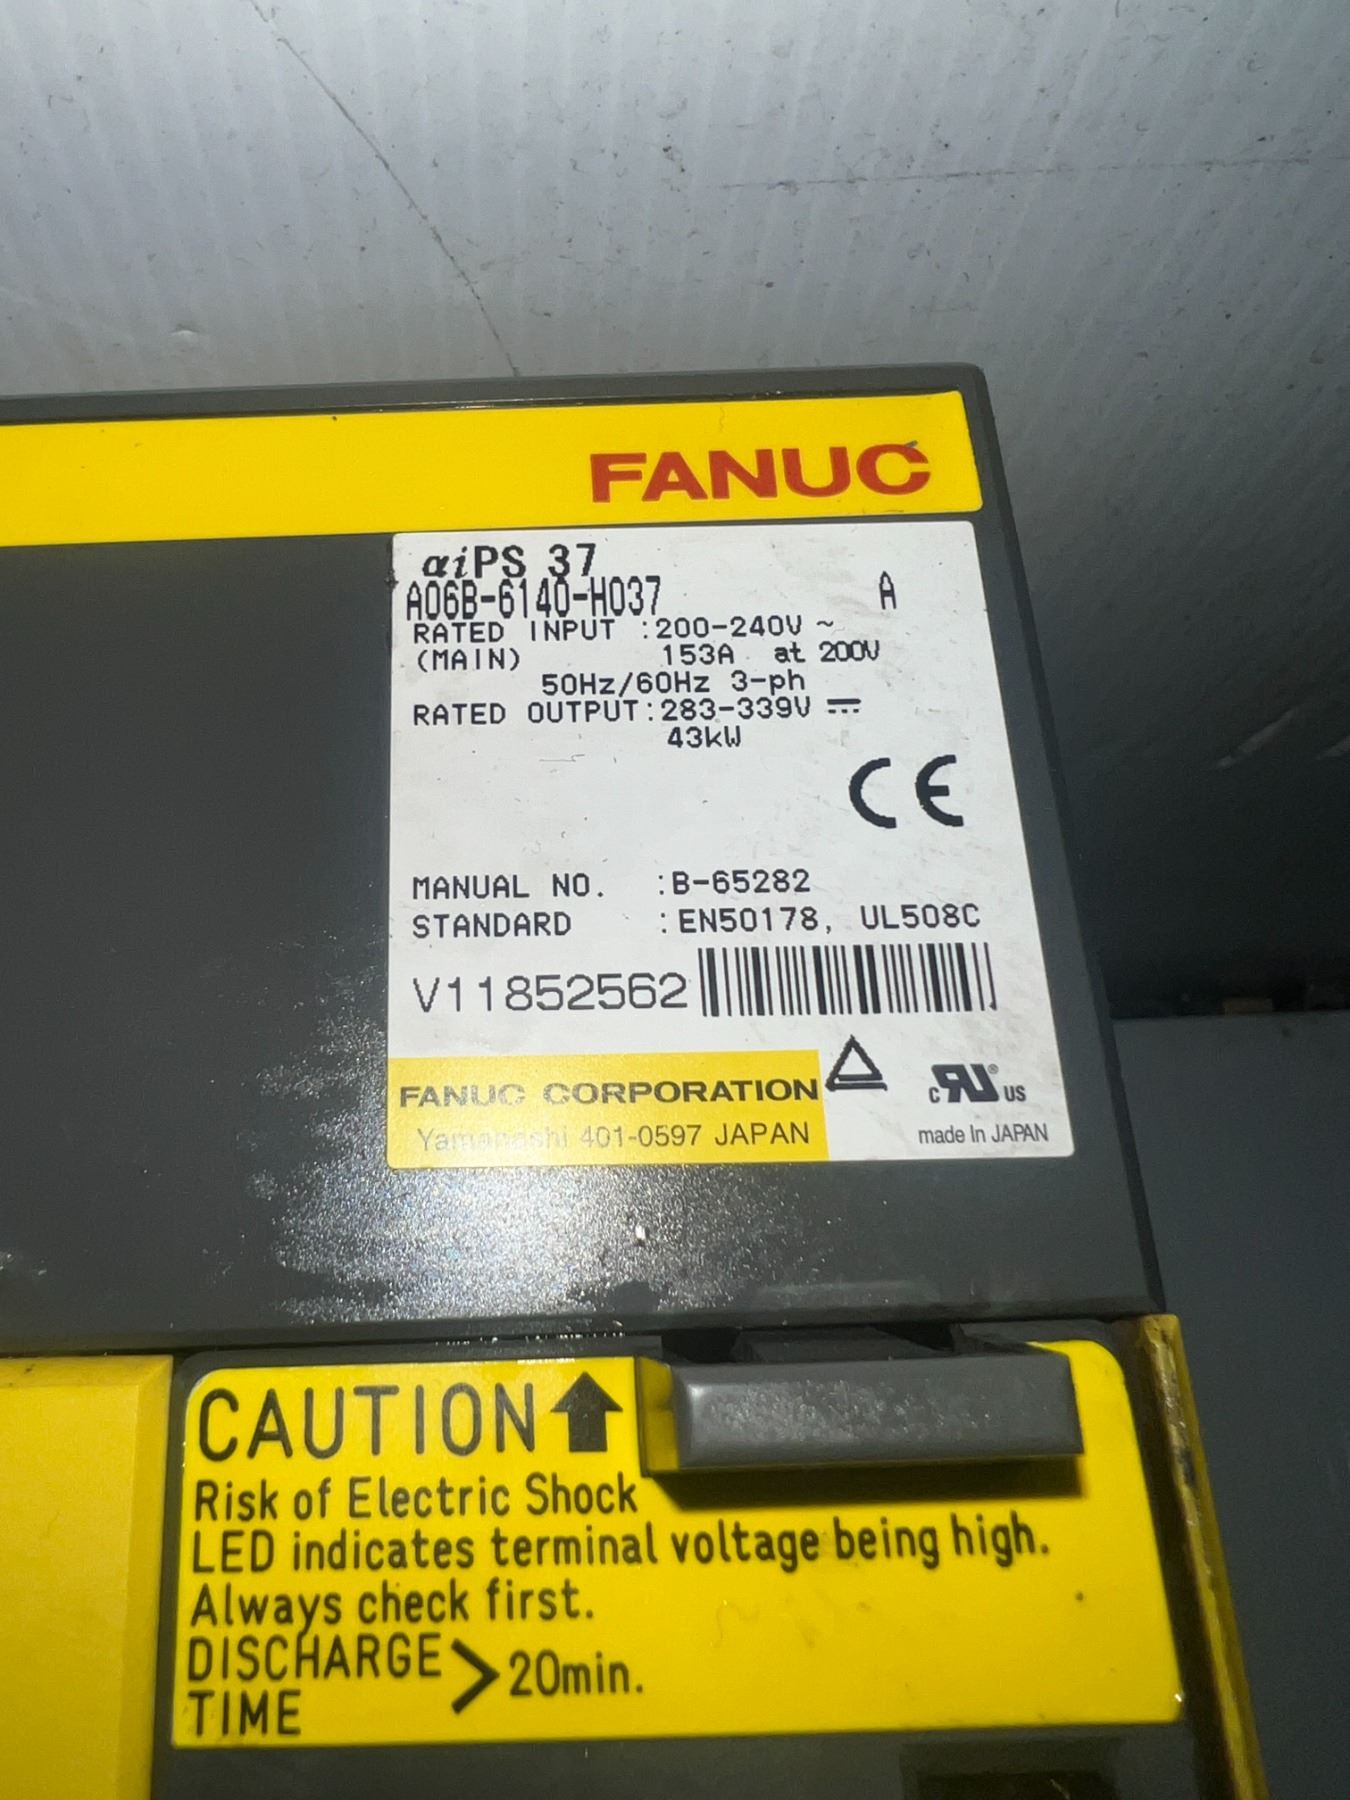 FANUC
αiPS 37
A06B-6140-H037 A
RATED INPUT :200-240V ~
(MAIN) 153A at 200V
50Hz/60Hz 3-ph
RATED OUTPUT:283-339V ⎓
43kW
CE
MANUAL NO. :B-65282
STANDARD :EN50178, UL508C
V11852562
FANUC CORPORATION
Yamanashi 401-0597 JAPAN
c RU ® US
made In JAPAN
CAUTION
Risk of Electric Shock
LED indicates terminal voltage being high.
Always check first.
DISCHARGE
TIME > 20min.